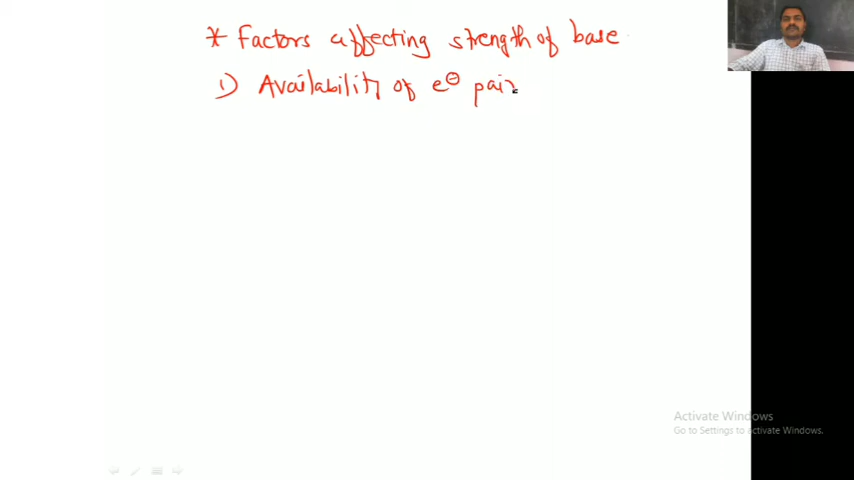 * Factors affecting strength of base
1) Availability of e⊖ pair
Activate Windows
Go to Settings to activate Windows.